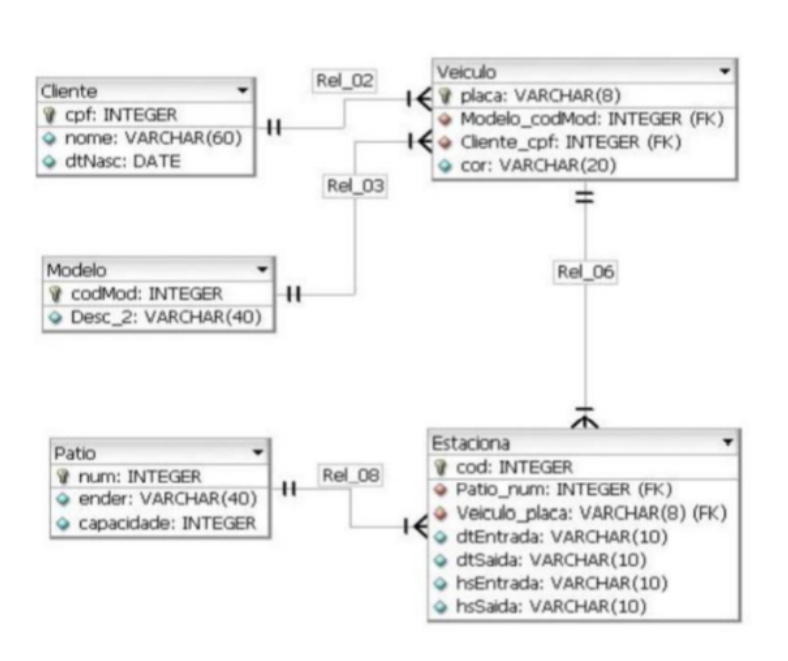 Cliente
cpf: INTEGER
nome: VARCHAR(60)
dtNasc: DATE
Rel_02
Veiculo
placa: VARCHAR(8)
Modelo_codMod: INTEGER (FK)
Cliente_cpf: INTEGER (FK)
cor: VARCHAR(20)
Rel_03
Modelo
codMod: INTEGER
Desc_2: VARCHAR(40)
Rel_06
Patio
num: INTEGER
ender: VARCHAR(40)
capacidade: INTEGER
Rel_08
Estaciona
cod: INTEGER
Patio_num: INTEGER (FK)
Veiculo_placa: VARCHAR(8) (FK)
dtEntrada: VARCHAR(10)
dtSaida: VARCHAR(10)
hsEntrada: VARCHAR(10)
hsSaida: VARCHAR(10)